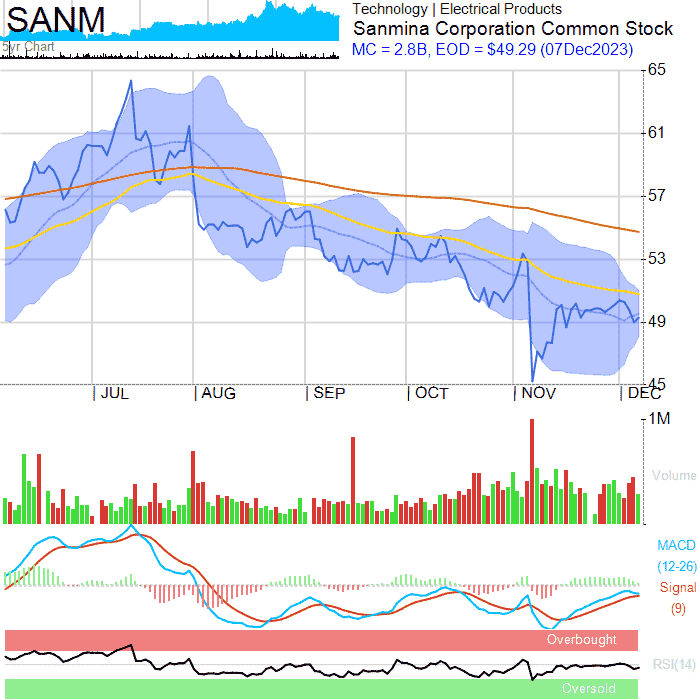 SANM
5yr Chart
Technology | Electrical Products
Sanmina Corporation Common Stock
MC = 2.8B, EOD = $49.29 (07Dec2023)
65
61
57
53
49
45
| JUL | AUG | SEP | OCT | NOV | DEC
1M
Volume
MACD
(12-26)
Signal
(9)
Overbought
RSI(14)
Oversold